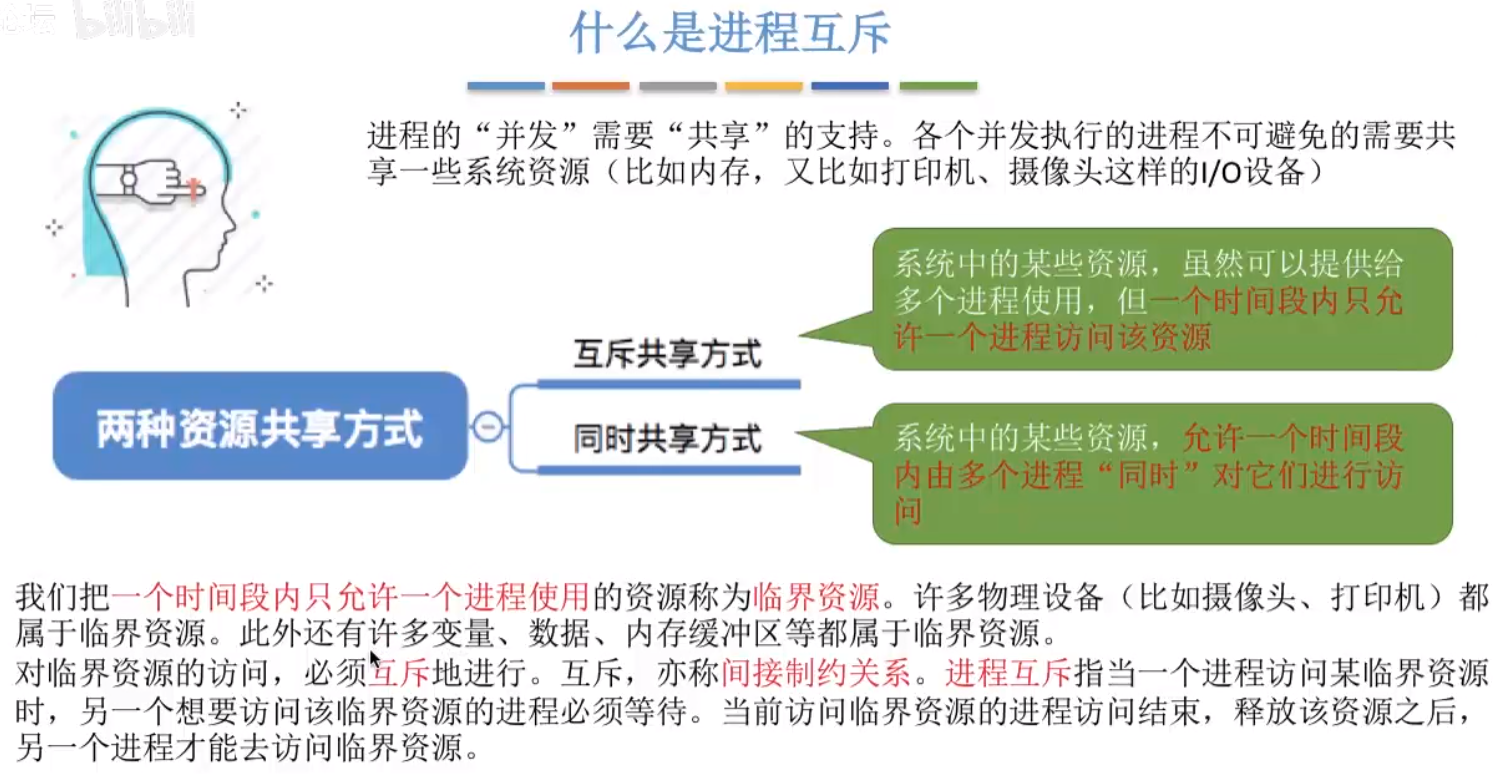 bilibili
什么是进程互斥
进程的“并发”需要“共享”的支持。各个并发执行的进程不可避免的需要共
享一些系统资源（比如内存，又比如打印机、摄像头这样的I/O设备）
系统中的某些资源，虽然可以提供给
多个进程使用，但一个时间段内只允
许一个进程访问该资源
互斥共享方式
两种资源共享方式
同时共享方式
系统中的某些资源，允许一个时间段
内由多个进程“同时”对它们进行访
问
我们把一个时间段内只允许一个进程使用的资源称为临界资源。许多物理设备（比如摄像头、打印机）都
属于临界资源。此外还有许多变量、数据、内存缓冲区等都属于临界资源。
对临界资源的访问，必须互斥地进行。互斥，亦称间接制约关系。进程互斥指当一个进程访问某临界资源
时，另一个想要访问该临界资源的进程必须等待。当前访问临界资源的进程访问结束，释放该资源之后，
另一个进程才能去访问临界资源。